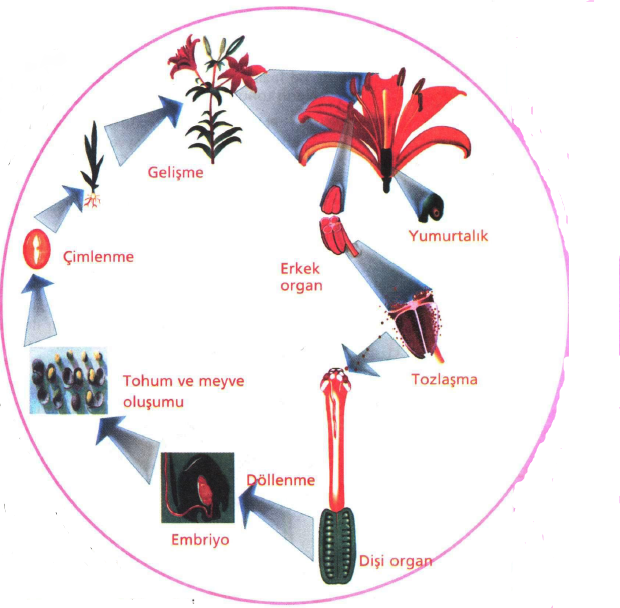 Gelişme
Yumurtalık
Çimlenme
Erkek
organ
Tozlaşma
Tohum ve meyve
oluşumu
Döllenme
Embriyo
Dişi organ